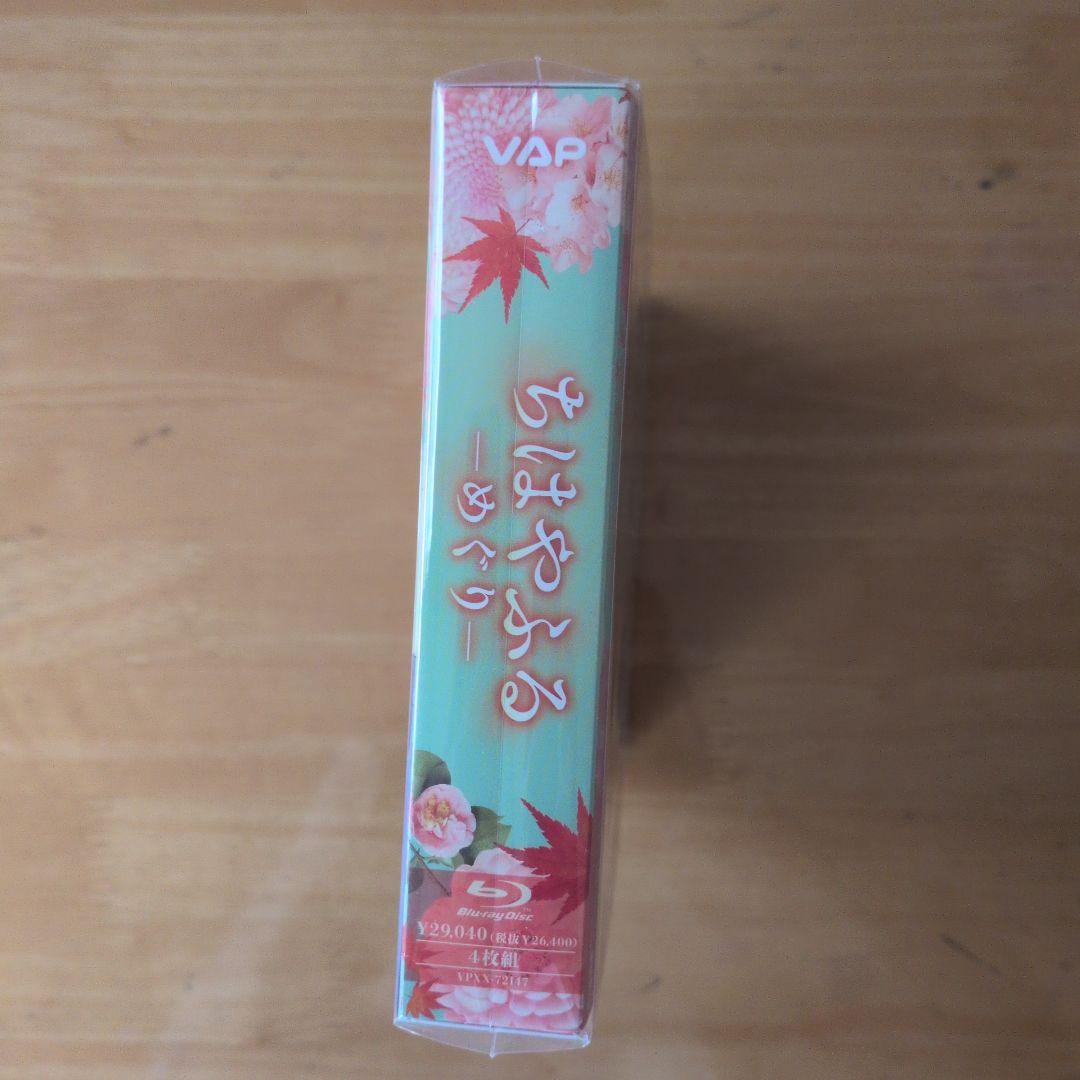 VAP
ちはやふる
―めぐり―
Blu-ray Disc™
¥29,040(税抜¥26,400)
4枚組
VPXX-72147